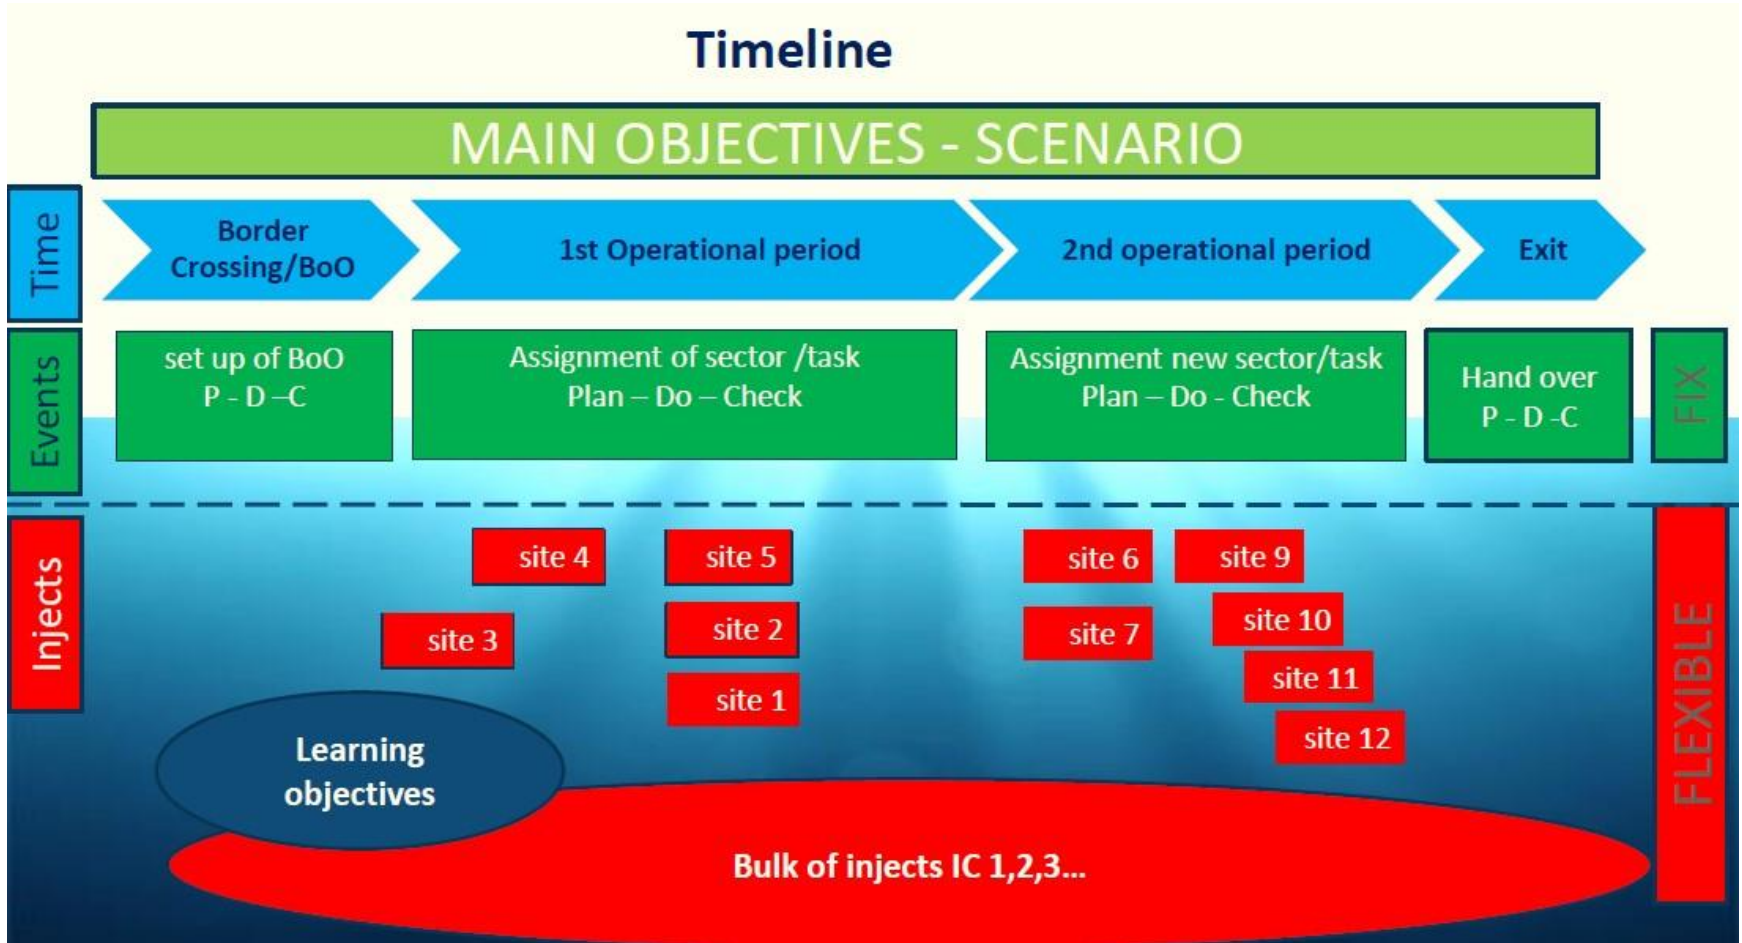 Timeline
MAIN OBJECTIVES - SCENARIO
Time
Border
Crossing/BoO
1st Operational period
2nd operational period
Exit
Events
set up of BoO
P - D –C
Assignment of sector /task
Plan – Do – Check
Assignment new sector/task
Plan – Do - Check
Hand over
P - D -C
FIX
Injects
site 4
site 5
site 6
site 9
site 3
site 2
site 7
site 10
site 1
site 11
site 12
FLEXIBLE
Learning
objectives
Bulk of injects IC 1,2,3...